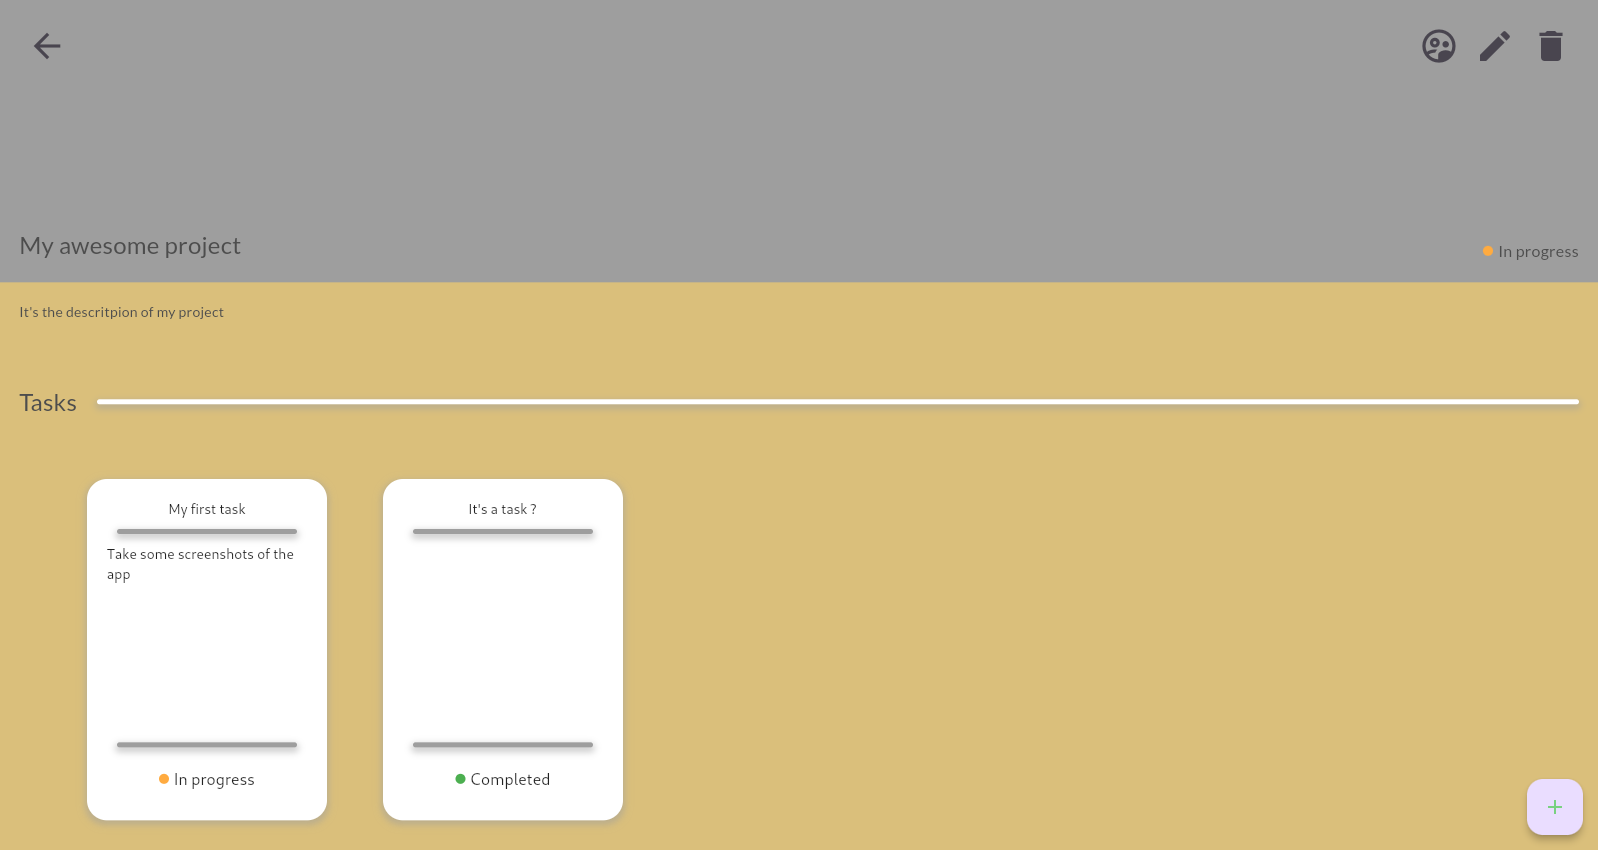 My awesome project
In progress
It's the descritpion of my project
Tasks
My first task
Take some screenshots of the
app
In progress
It's a task ?
Completed